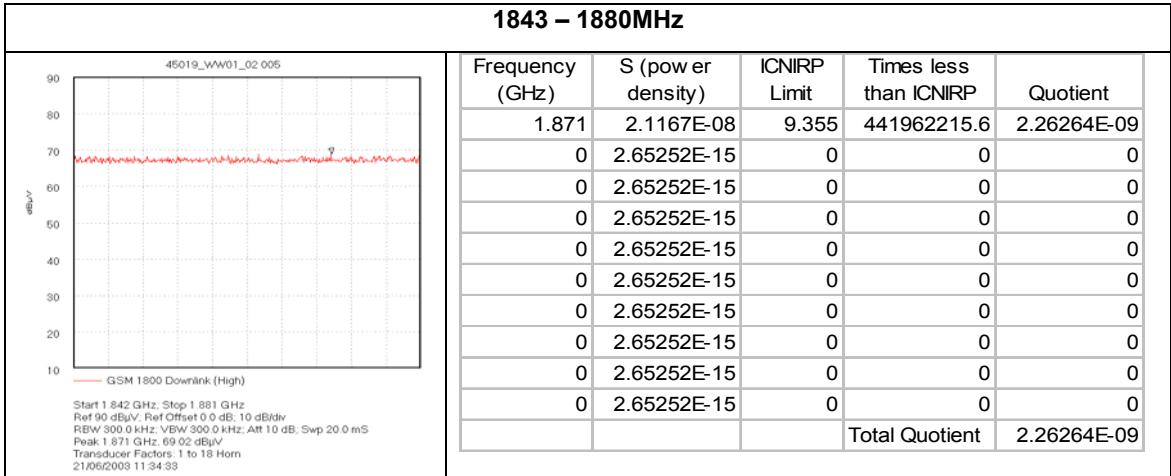 1843 – 1880MHz
45019_WW01_02 005
90
80
70
60
50
40
30
20
10
dBµV
GSM 1800 Downlink (High)
Start 1.842 GHz; Stop 1.881 GHz
Ref 90 dBµV; Ref Offset 0.0 dB; 10 dB/div
RBW 300.0 kHz; VBW 300.0 kHz; Att 10 dB; Swp 20.0 mS
Peak 1.871 GHz, 69.02 dBµV
Transducer Factors: 1 to 18 Horn
21/06/2003 11:34:33
Frequency (GHz) S (pow er density) ICNIRP Limit Times less than ICNIRP Quotient
1.871 2.1167E-08 9.355 441962215.6 2.26264E-09
0 2.65252E-15 0 0 0
0 2.65252E-15 0 0 0
0 2.65252E-15 0 0 0
0 2.65252E-15 0 0 0
0 2.65252E-15 0 0 0
0 2.65252E-15 0 0 0
0 2.65252E-15 0 0 0
0 2.65252E-15 0 0 0
0 2.65252E-15 0 0 0
Total Quotient 2.26264E-09